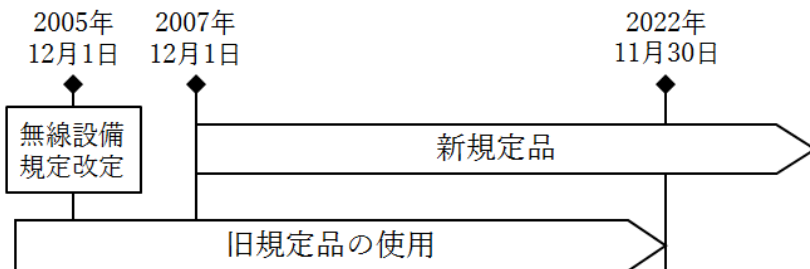 2005年
12月1日
2007年
12月1日
2022年
11月30日
無線設備
規定改定
新規定品
旧規定品の使用